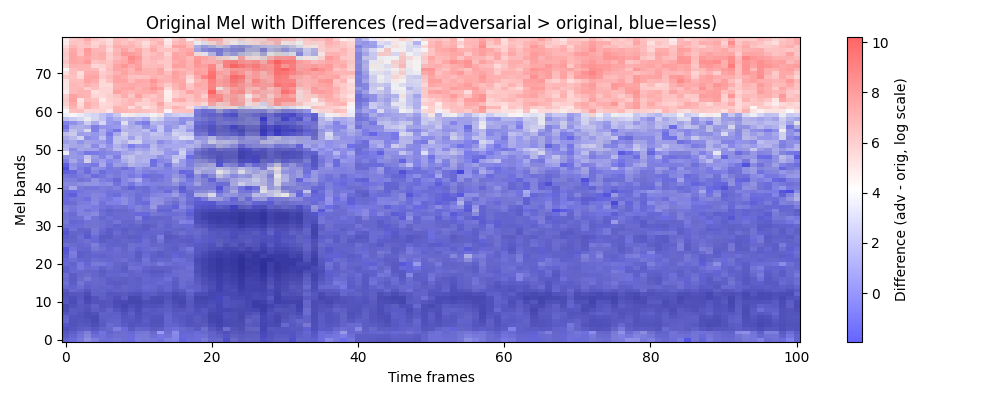 Original Mel with Differences (red=adversarial > original, blue=less)
Mel bands
70
60
50
40
30
20
10
0
0 20 40 60 80 100
Time frames
10
8
6
4
2
0
Difference (adv - orig, log scale)